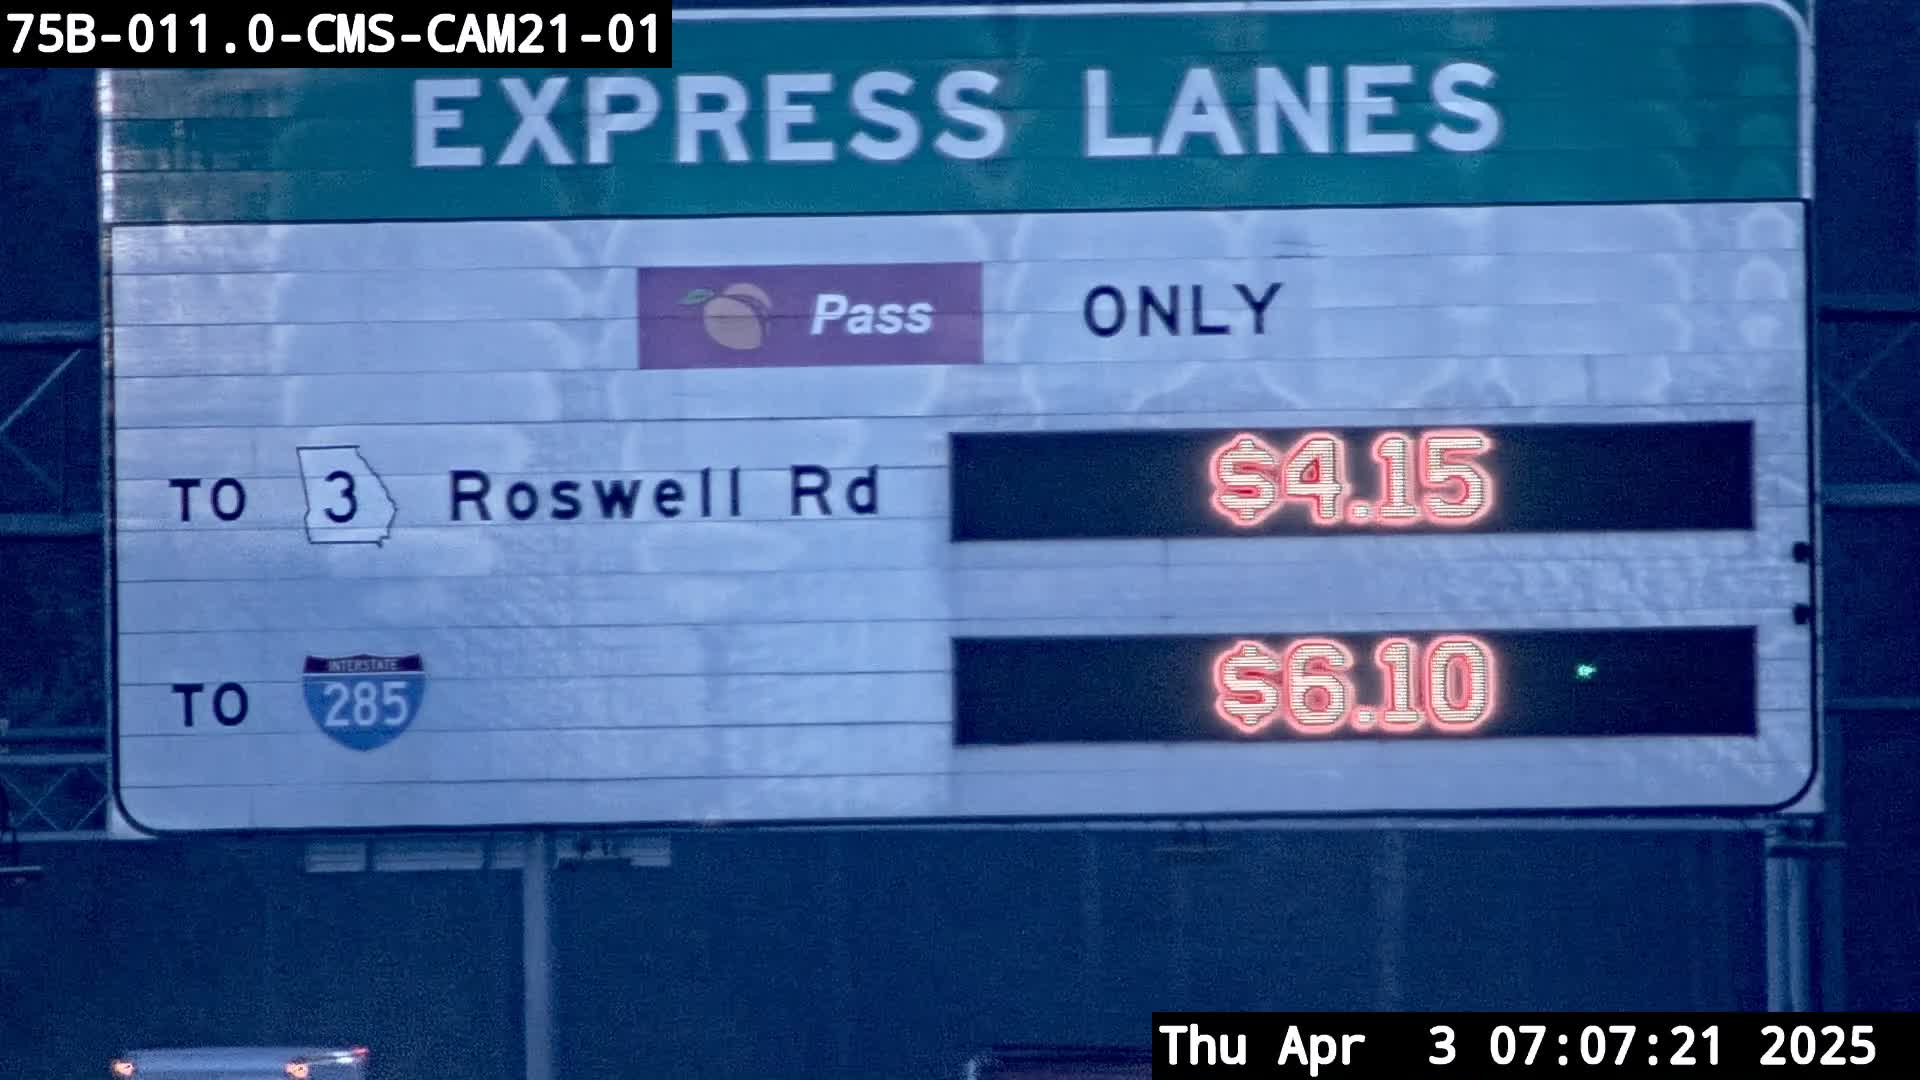 75B-011.0-CMS-CAM21-01
EXPRESS LANES
Pass ONLY
TO 3 Roswell Rd $4.15
INTERSTATE
TO 285 $6.10
Thu Apr 3 07:07:21 2025